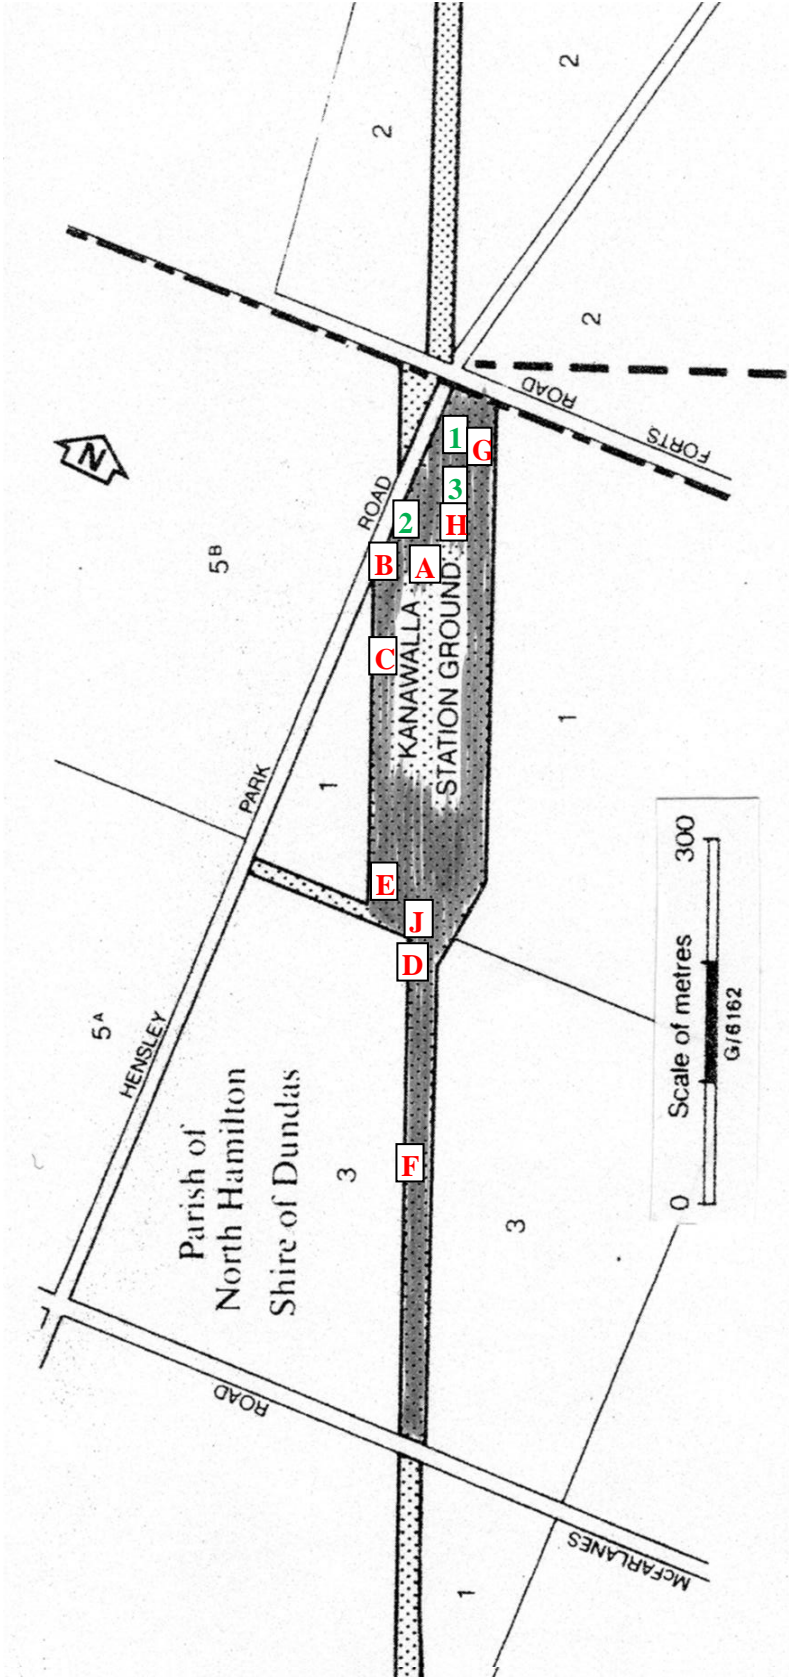 2
2
2
ROAD
FORTS
N
1
G
3
ROAD
2
H
5B
B
A
C
KANAWALLA
STATION GROUND
1
1
PARK
E
J
D
5A
HENSLEY
300
Scale of metres
0
G/6162
Parish of
North Hamilton
Shire of Dundas
F
3
3
ROAD
McFARLANES
1